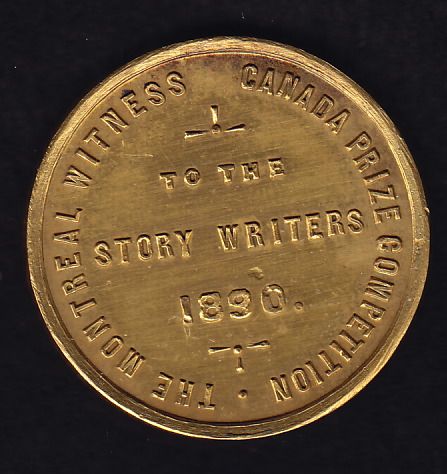 THE MONTREAL WITNESS CANADA PRIZE COMPETITION ·
TO THE
STORY WRITERS
1890.